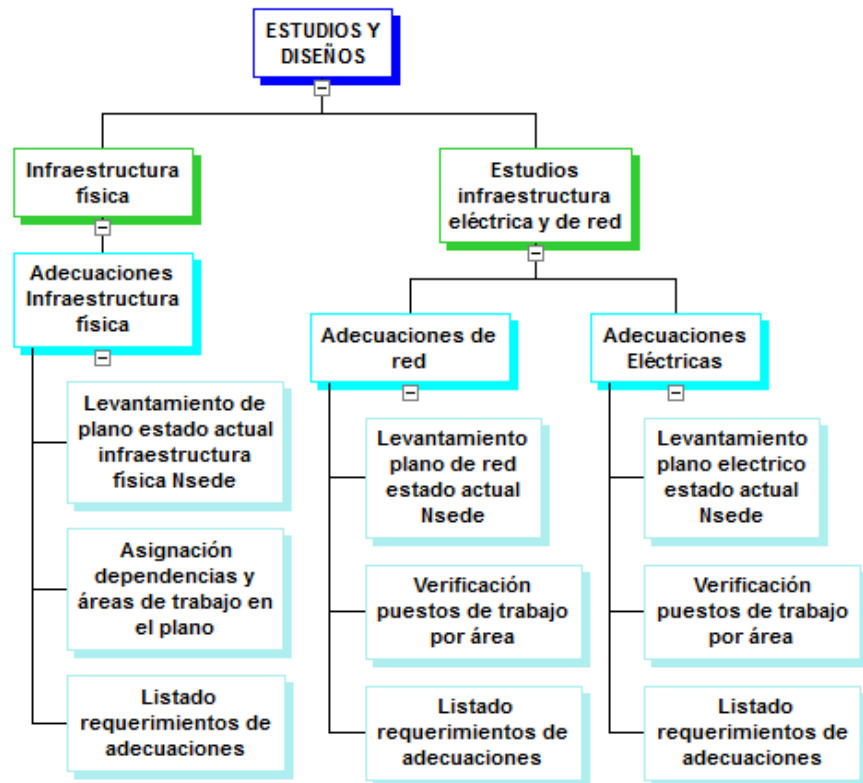 ESTUDIOS Y
DISEÑOS
Infraestructura
física
Estudios
infraestructura
eléctrica y de red
Adecuaciones
Infraestructura
física
Adecuaciones de
red
Adecuaciones
Eléctricas
Levantamiento de
plano estado actual
infraestructura
física Nsede
Asignación
dependencias y
áreas de trabajo en
el plano
Listado
requerimientos de
adecuaciones
Levantamiento
plano de red
estado actual
Nsede
Verificación
puestos de trabajo
por área
Listado
requerimientos de
adecuaciones
Levantamiento
plano electrico
estado actual
Nsede
Verificación
puestos de trabajo
por área
Listado
requerimientos de
adecuaciones